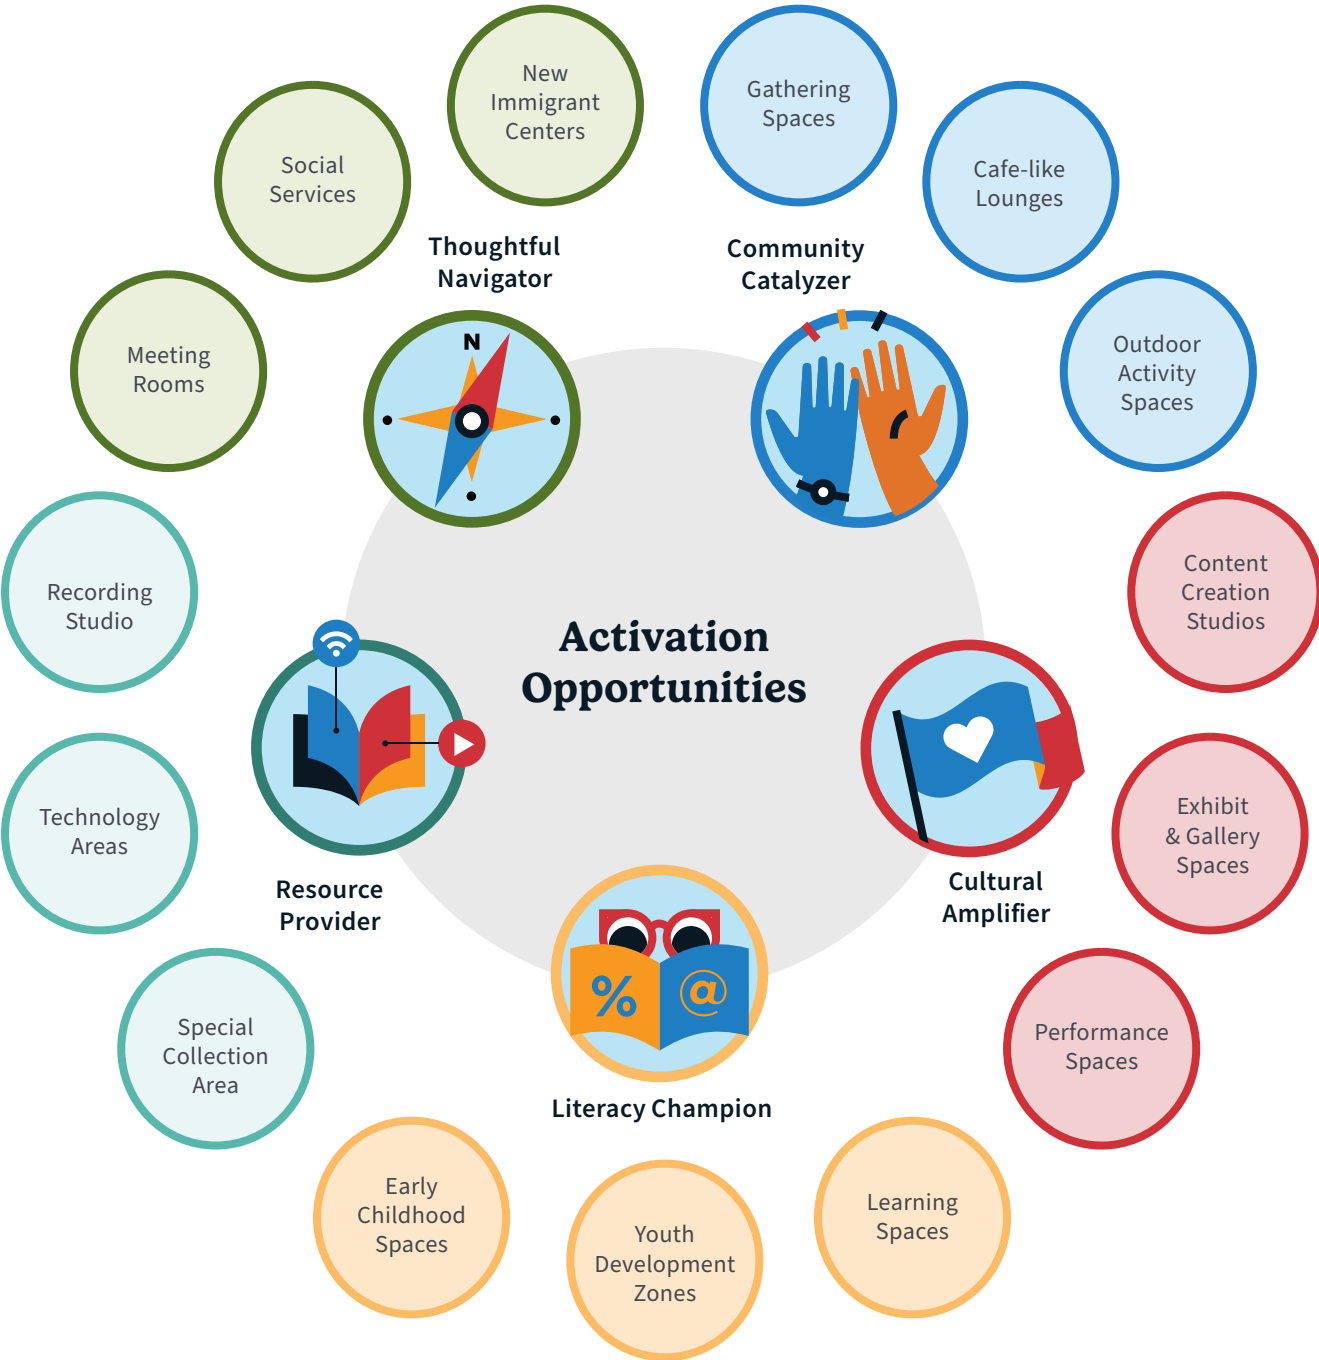 New
Immigrant
Centers
Gathering
Spaces
Social
Services
Cafe-like
Lounges
Thoughtful
Navigator
Community
Catalyzer
Meeting
Rooms
N
Outdoor
Activity
Spaces
Recording
Studio
Content
Creation
Studios
Activation
Opportunities
Technology
Areas
Exhibit
& Gallery
Spaces
Resource
Provider
Cultural
Amplifier
% @
Special
Collection
Area
Performance
Spaces
Literacy Champion
Early
Childhood
Spaces
Youth
Development
Zones
Learning
Spaces